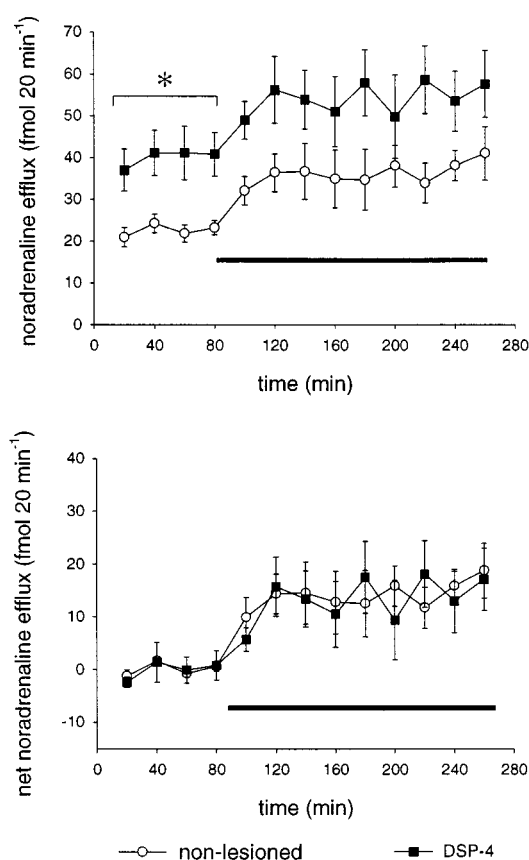 noradrenaline efflux (fmol 20 min⁻¹)
70
60
50
40
30
20
10
0
*
0 40 80 120 160 200 240 280
time (min)
net noradrenaline efflux (fmol 20 min⁻¹)
40
30
20
10
0
-10
0 40 80 120 160 200 240 280
time (min)
non-lesioned DSP-4